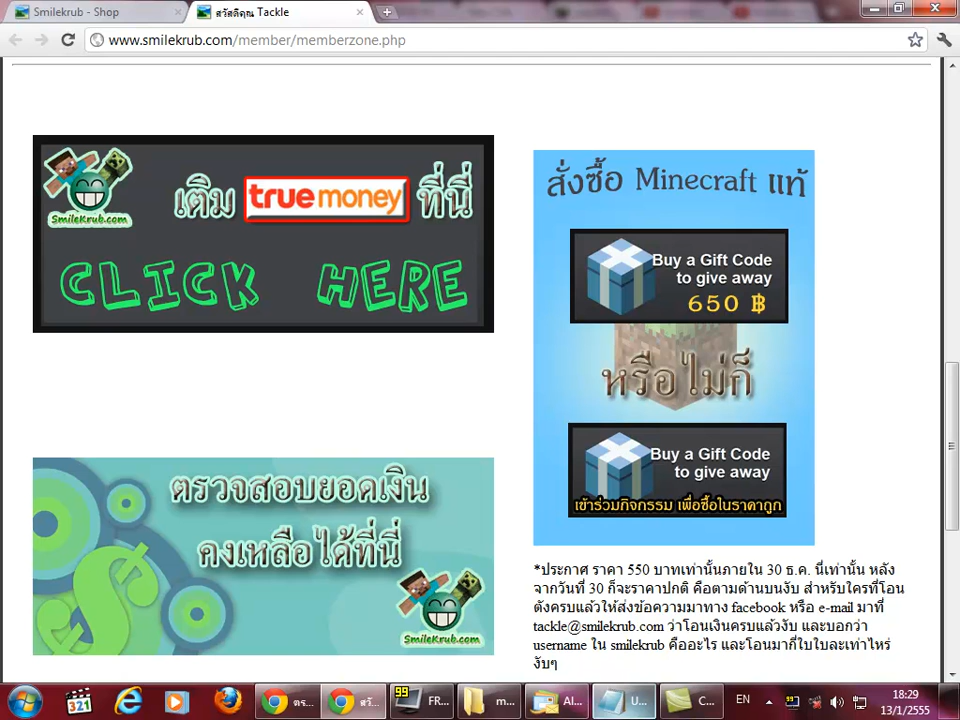 Smilekrub - Shop
สวัสดีคุณ Tackle
www.smilekrub.com/member/memberzone.php
SmileKrub.com
เติม truemoney ที่นี่
CLICK HERE
สั่งซื้อ Minecraft แท้
Buy a Gift Code
to give away
650 ฿
หรือไม่ก็
Buy a Gift Code
to give away
เข้าร่วมกิจกรรม เพื่อซื้อในราคาถูก
ตรวจสอบยอดเงิน
คงเหลือได้ที่นี่
SmileKrub.com
*ประกาศ ราคา 550 บาทเท่านั้นภายใน 30 ธ.ค. นี่เท่านั้น หลัง
จากวันที่ 30 ก็จะราคาปกติ คือตามด้านบนงับ สำหรับใครที่โอน
ตังครบแล้วให้ส่งข้อความมาทาง facebook หรือ e-mail มาที่
tackle@smilekrub.com ว่าโอนเงินครบแล้วงับ และบอกว่า
username ใน smilekrub คืออะไร และโอนมากี่ใบใบละเท่าไหร่
งับๆ
321
ตร...
สวั...
99
FR...
m...
Al...
U...
C...
EN
99
18:29
13/1/2555